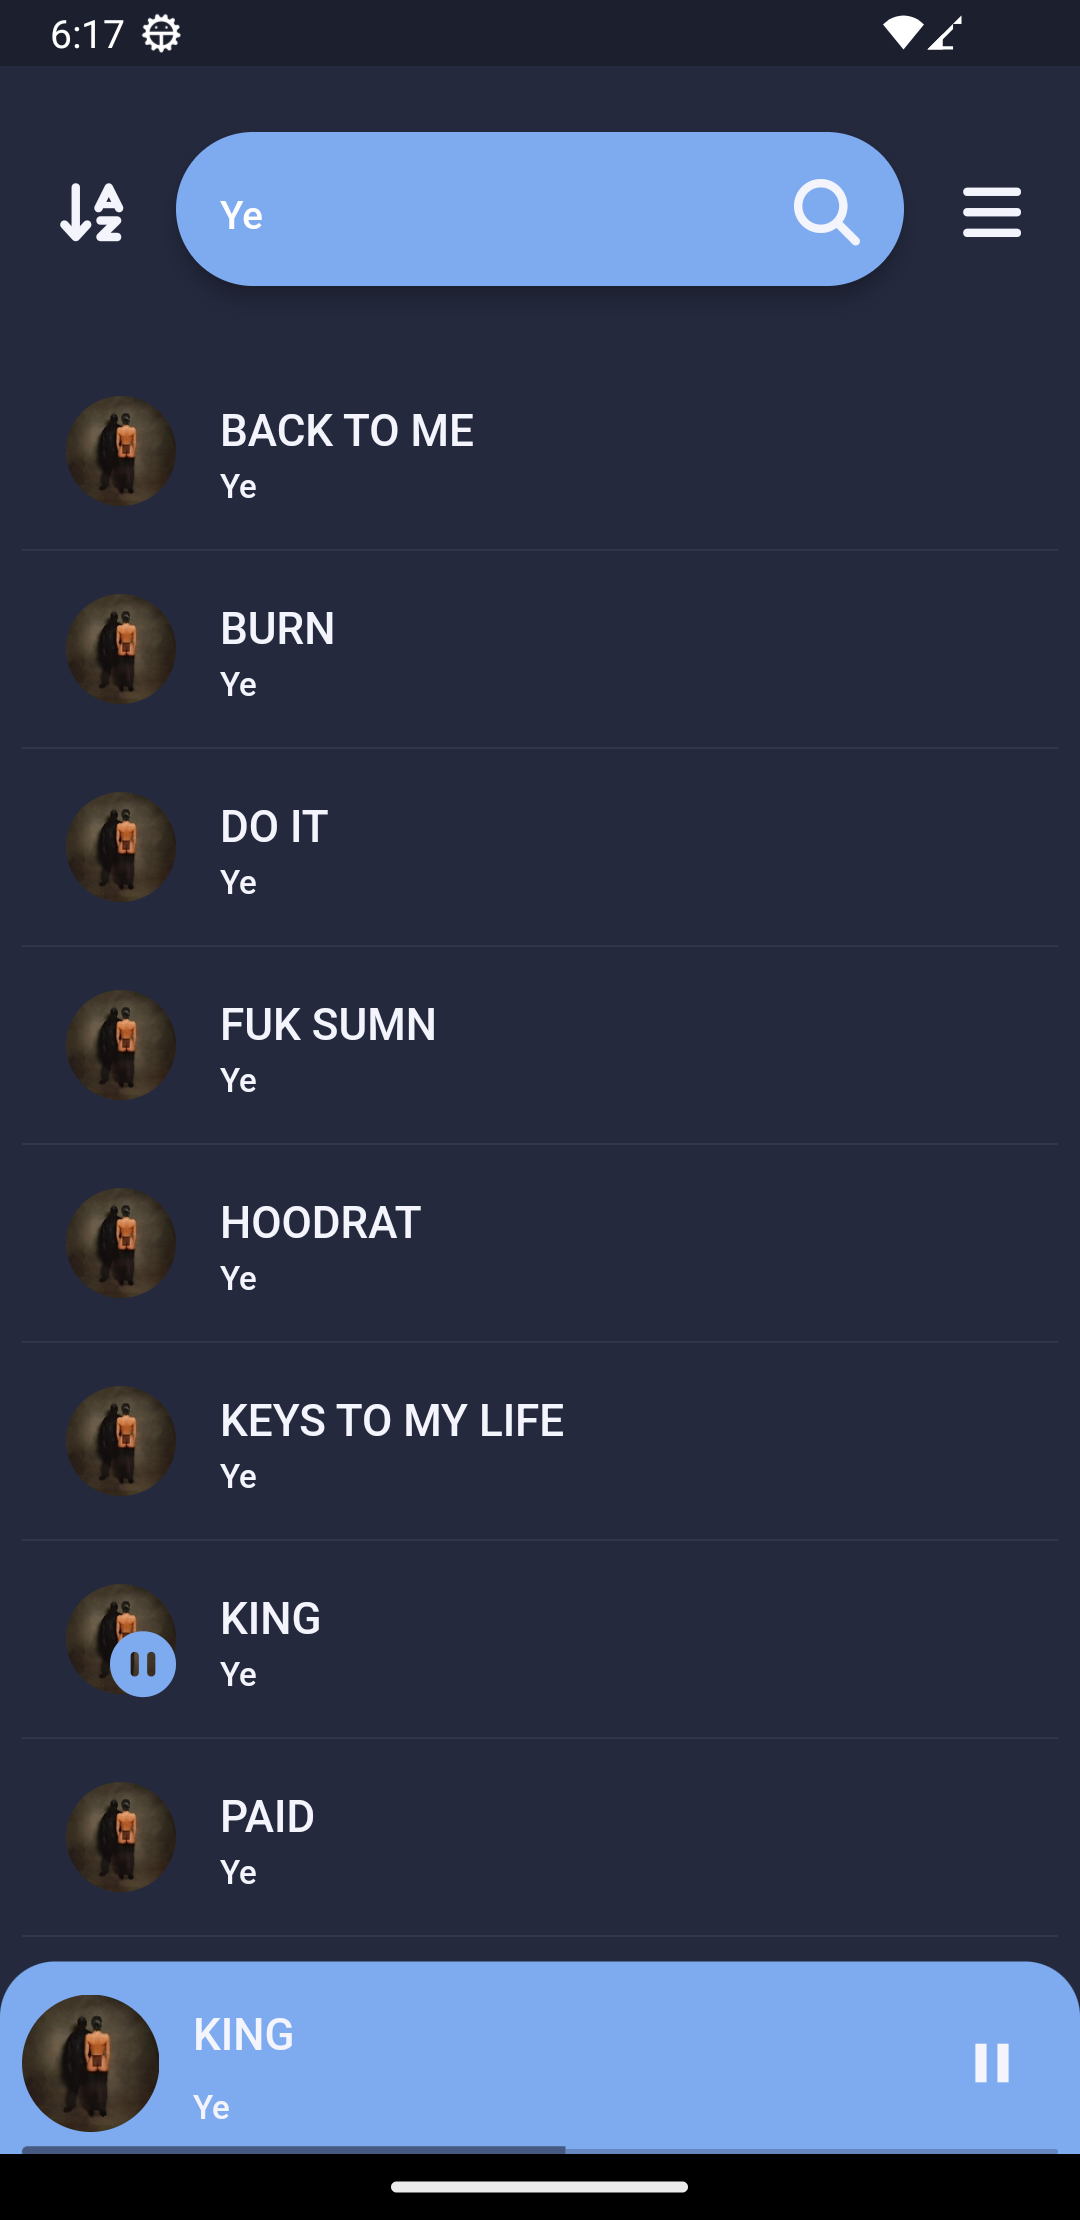 6:17
Ye
BACK TO ME
Ye
BURN
Ye
DO IT
Ye
FUK SUMN
Ye
HOODRAT
Ye
KEYS TO MY LIFE
Ye
KING
Ye
PAID
Ye
KING
Ye